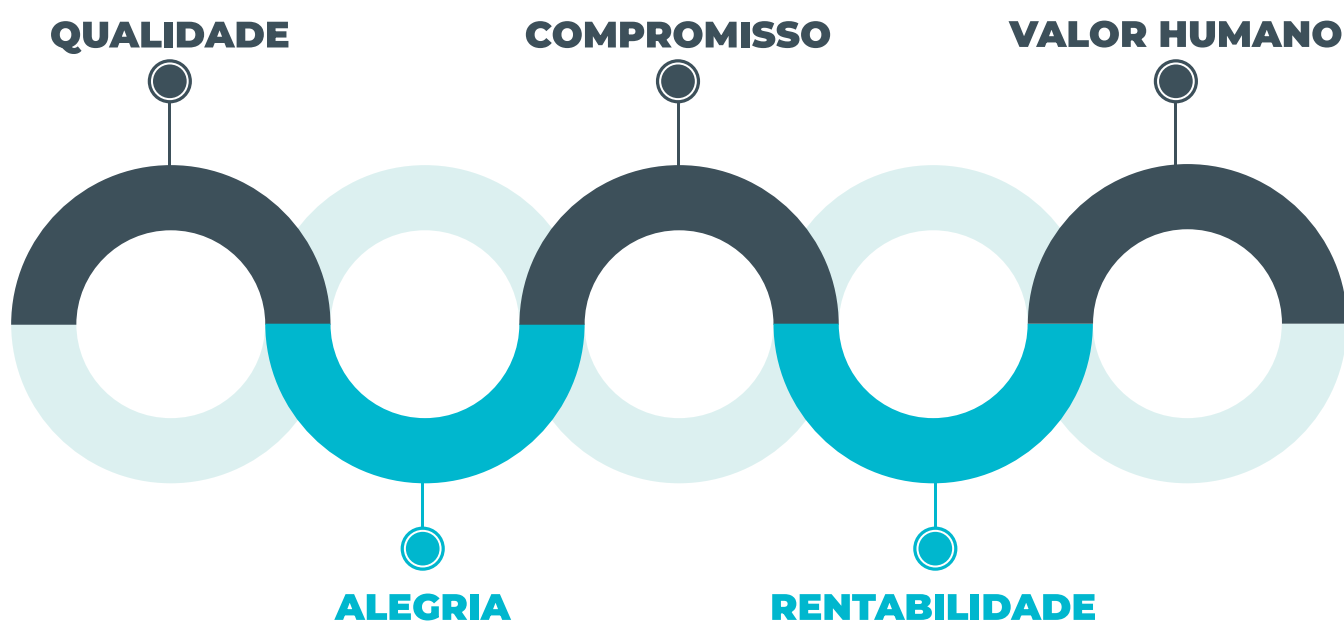 QUALIDADE
COMPROMISSO
VALOR HUMANO
ALEGRIA
RENTABILIDADE